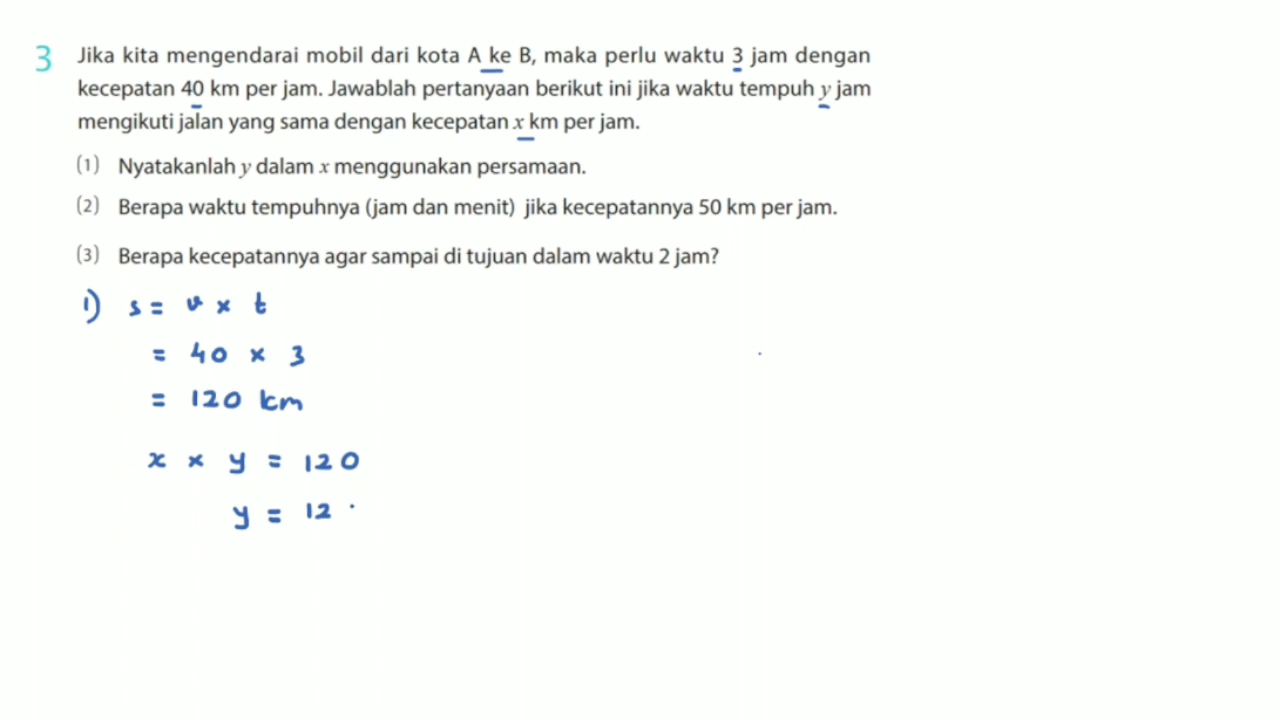 3 Jika kita mengendarai mobil dari kota A ke B, maka perlu waktu 3 jam dengan
kecepatan 40 km per jam. Jawablah pertanyaan berikut ini jika waktu tempuh y jam
mengikuti jalan yang sama dengan kecepatan x km per jam.
(1) Nyatakanlah y dalam x menggunakan persamaan.
(2) Berapa waktu tempuhnya (jam dan menit) jika kecepatannya 50 km per jam.
(3) Berapa kecepatannya agar sampai di tujuan dalam waktu 2 jam?
1) s = v × t
= 40 × 3
= 120 km
x × y = 120
y = 12